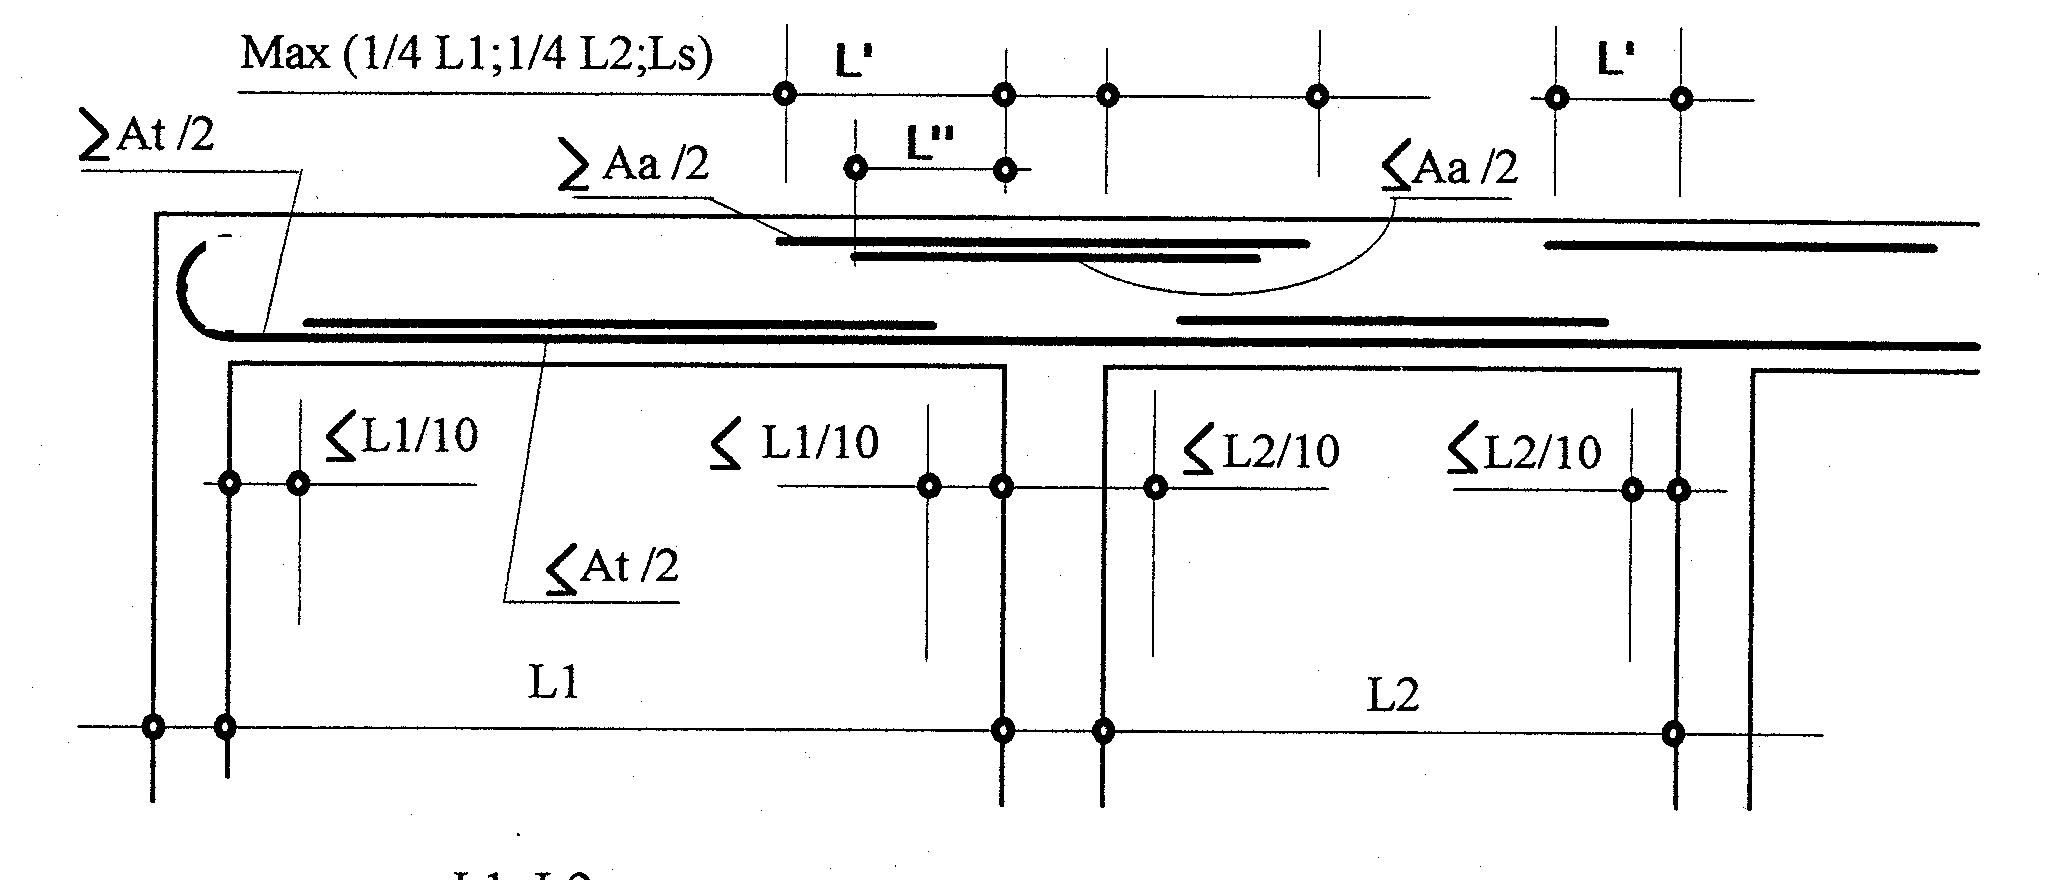 Max (1/4 L1;1/4 L2;Ls)
L'
L'
≥At /2
L"
≥ Aa /2
≤Aa /2
≤L1/10
≤ L1/10
≤L2/10
≤L2/10
≤At /2
L1
L2